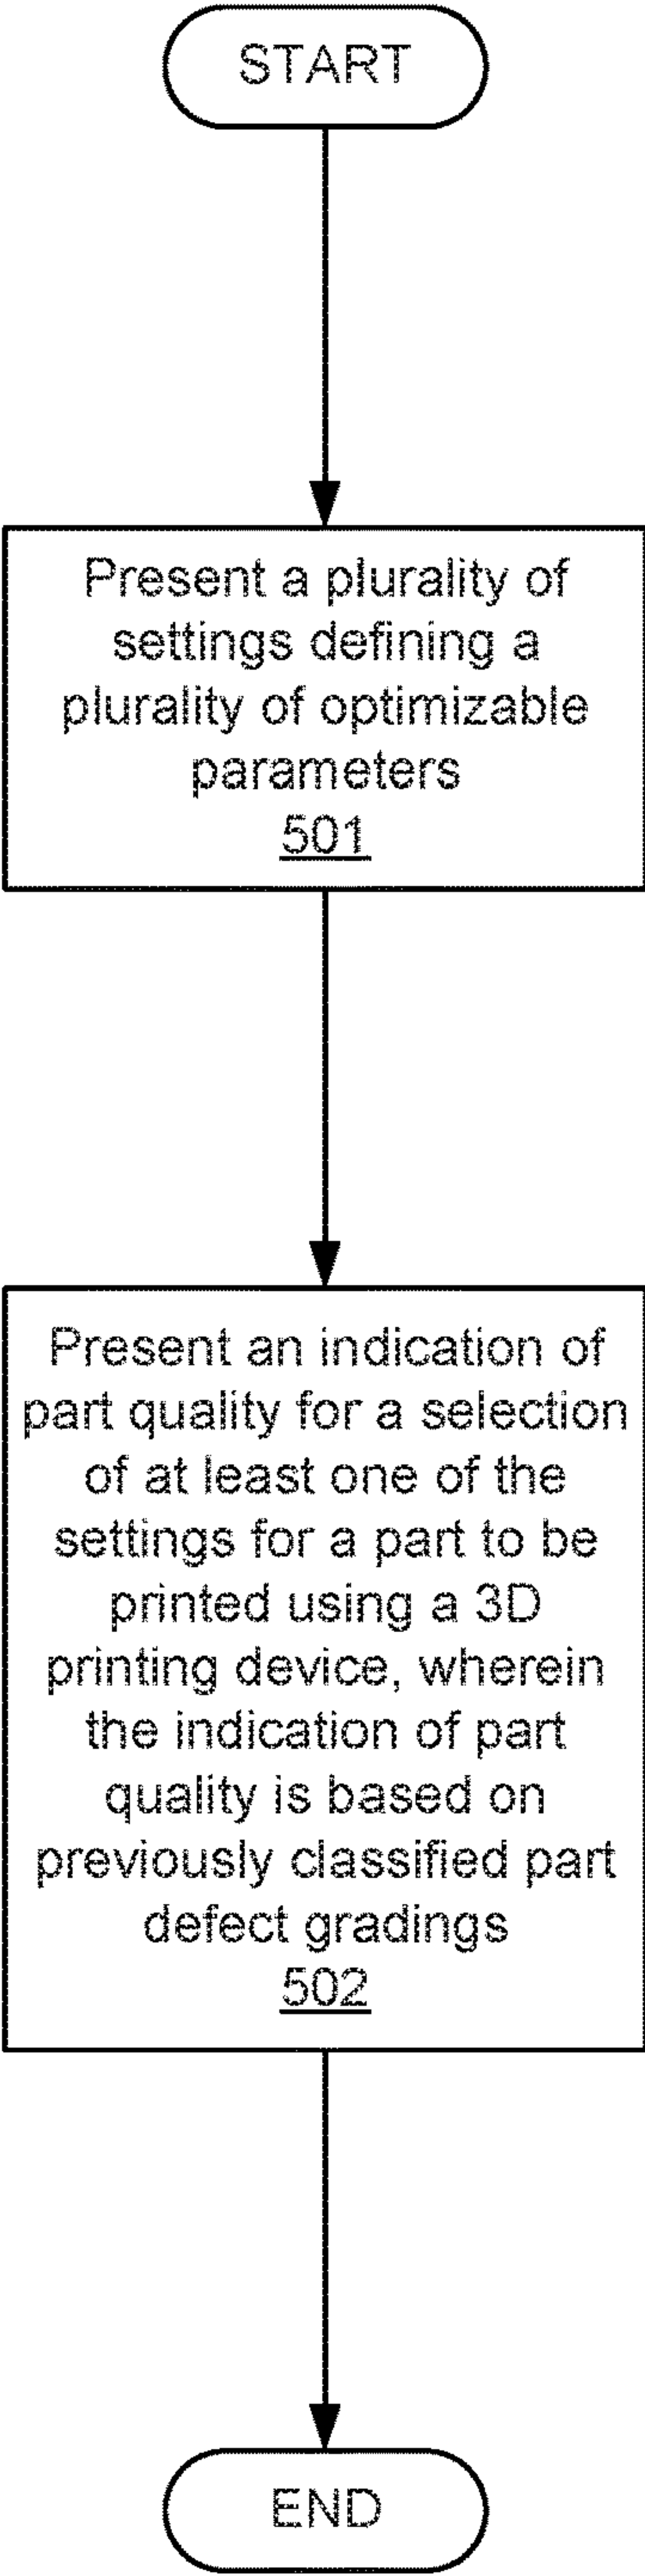 START
Present a plurality of
settings defining a
plurality of optimizable
parameters
501
Present an indication of
part quality for a selection
of at least one of the
settings for a part to be
printed using a 3D
printing device, wherein
the indication of part
quality is based on
previously classified part
defect gradings
502
END